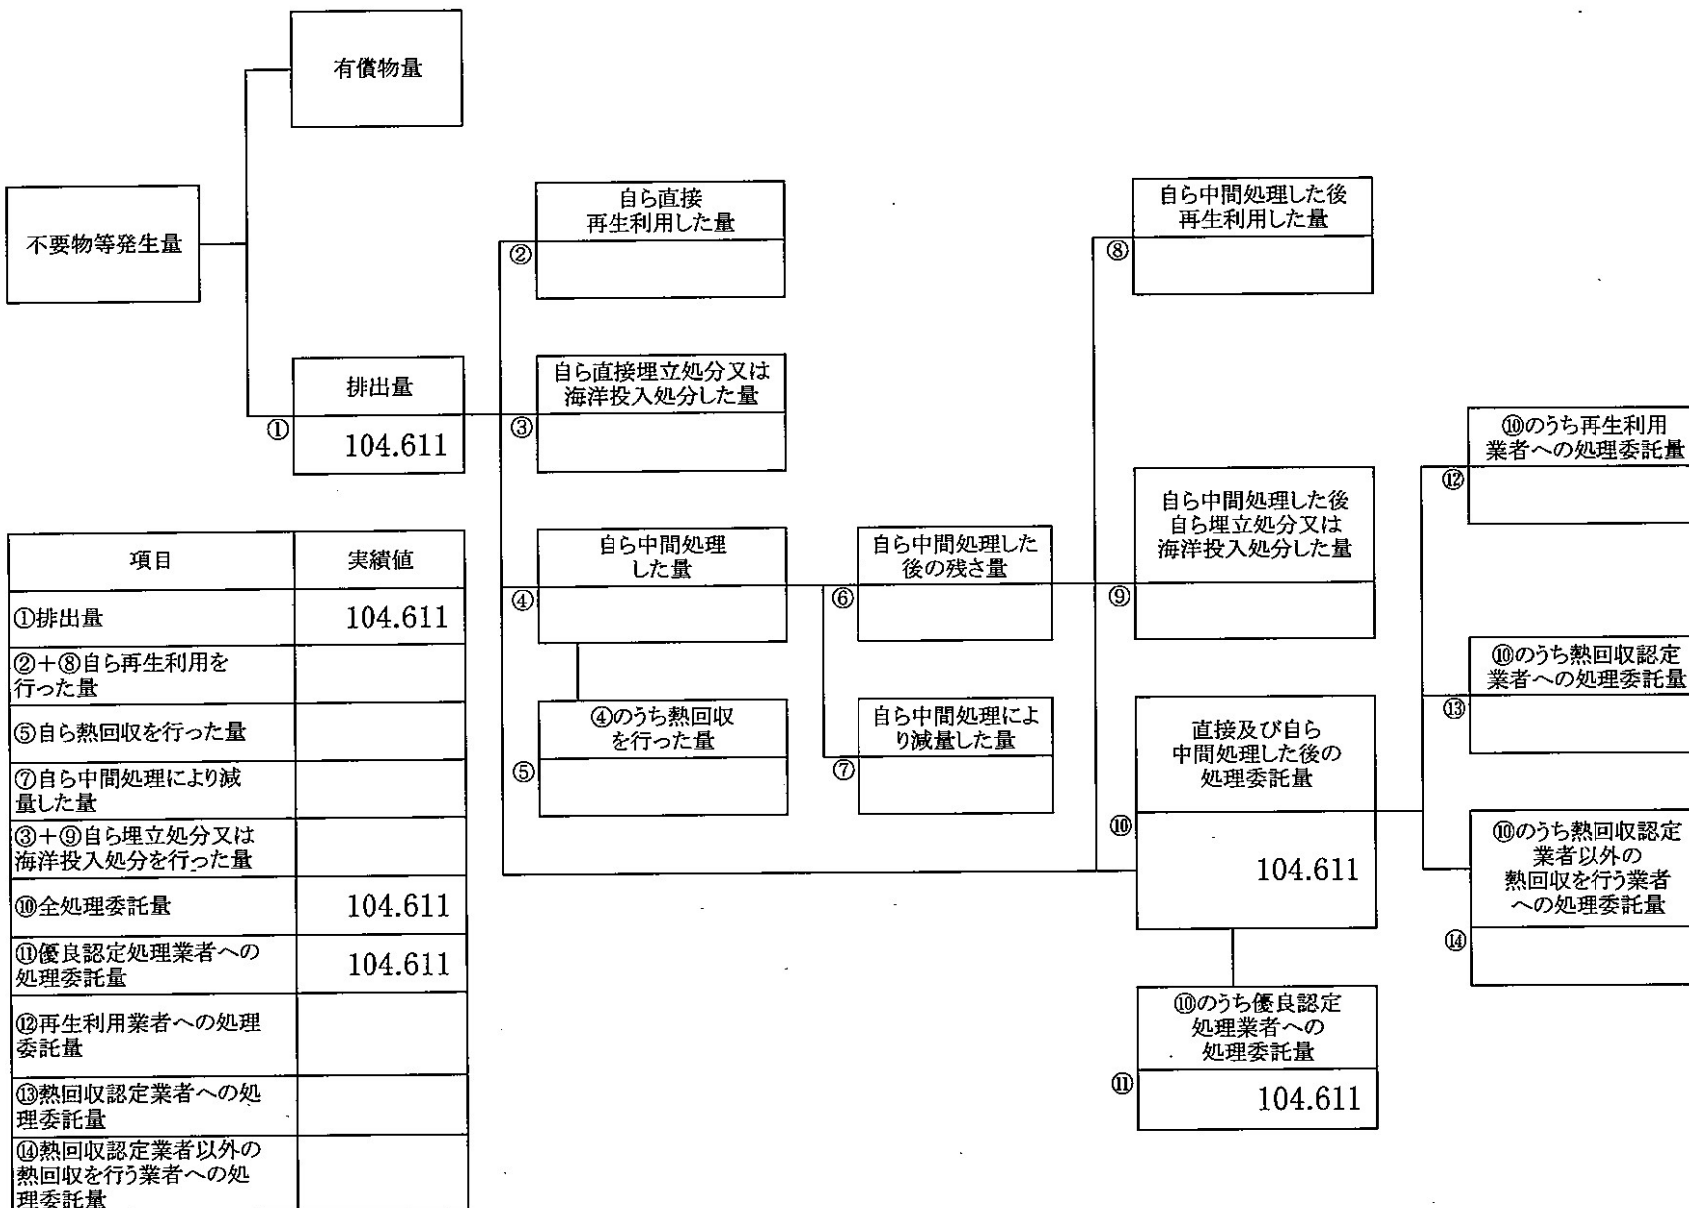 有償物量
不要物等発生量
排出量
①
104.611
自ら直接
再生利用した量
②
自ら直接埋立処分又は
海洋投入処分した量
③
自ら中間処理
した量
④
④のうち熱回収
を行った量
⑤
自ら中間処理した
後の残さ量
⑥
自ら中間処理によ
り減量した量
⑦
自ら中間処理した後
再生利用した量
⑧
自ら中間処理した後
自ら埋立処分又は
海洋投入処分した量
⑨
直接及び自ら
中間処理した後の
処理委託量
⑩
104.611
⑩のうち優良認定
処理業者への
処理委託量
⑪
104.611
⑩のうち再生利用
業者への処理委託量
⑫
⑩のうち熱回収認定
業者への処理委託量
⑬
⑩のうち熱回収認定
業者以外の
熱回収を行う業者
への処理委託量
⑭
項目 実績値
①排出量 104.611
②+⑧自ら再生利用を
行った量
⑤自ら熱回収を行った量
⑦自ら中間処理により減
量した量
③+⑨自ら埋立処分又は
海洋投入処分を行った量
⑩全処理委託量 104.611
⑪優良認定処理業者への
処理委託量 104.611
⑫再生利用業者への処理
委託量
⑬熱回収認定業者への処
理委託量
⑭熱回収認定業者以外の
熱回収を行う業者への処
理委託量